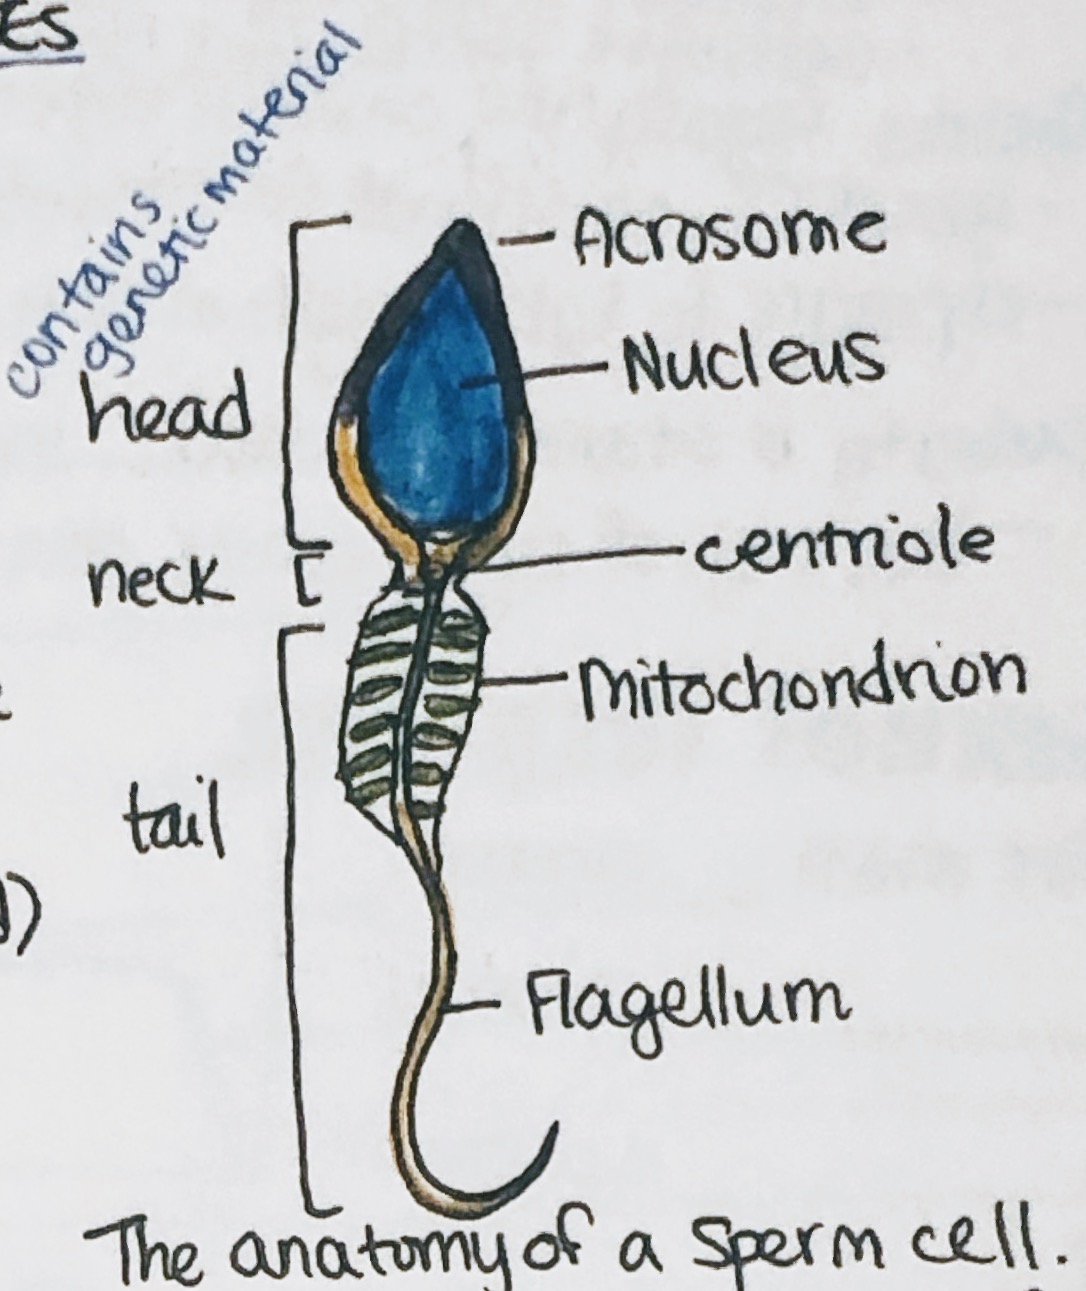 ES
contains
genetic material
Acrosome
Nucleus
head
centriole
neck
Mitochondrion
tail
Flagellum
The anatomy of a sperm cell.